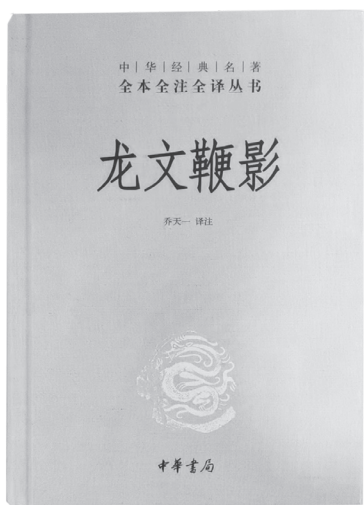 中|华|经|典|名|著
全本全注全译丛书
龙文鞭影
乔天一 译注
中華書局